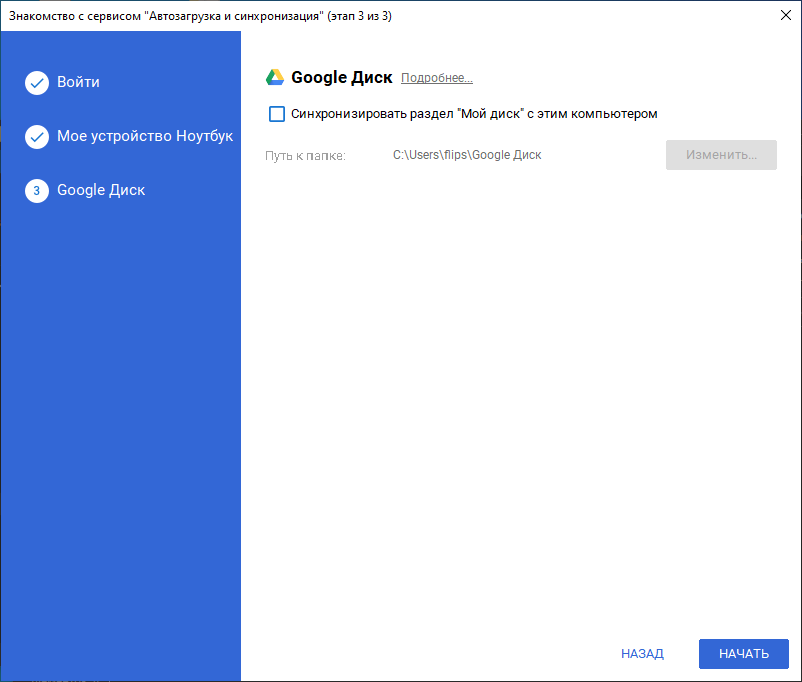 Знакомство с сервисом "Автозагрузка и синхронизация" (этап 3 из 3)
Войти
Мое устройство Ноутбук
3 Google Диск
Google Диск Подробнее...
Синхронизировать раздел "Мой диск" с этим компьютером
Путь к папке: C:\Users\flips\Google Диск Изменить...
НАЗАД НАЧАТЬ